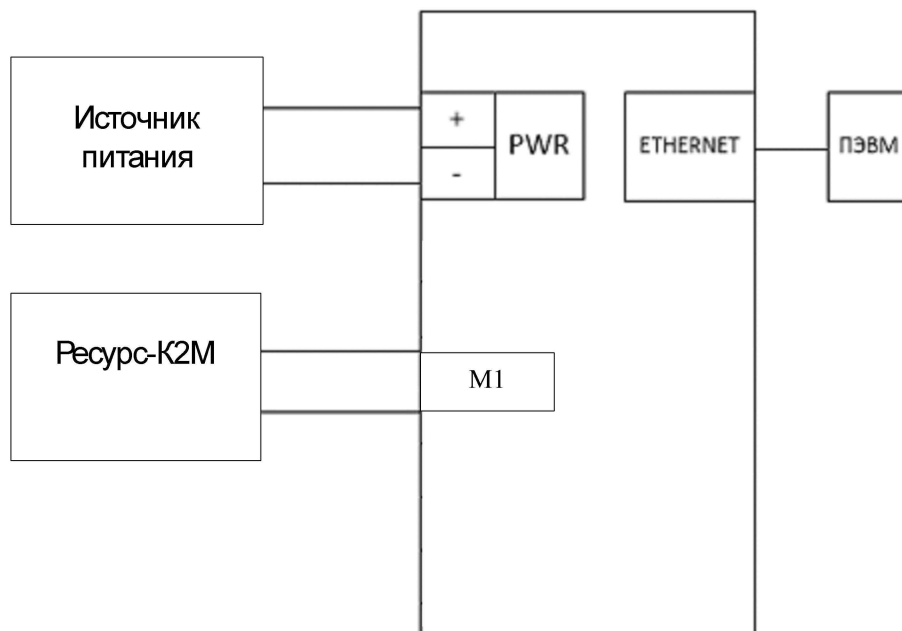 Источник
питания
+
-
PWR
ETHERNET
ПЭВМ
Ресурс-К2М
М1